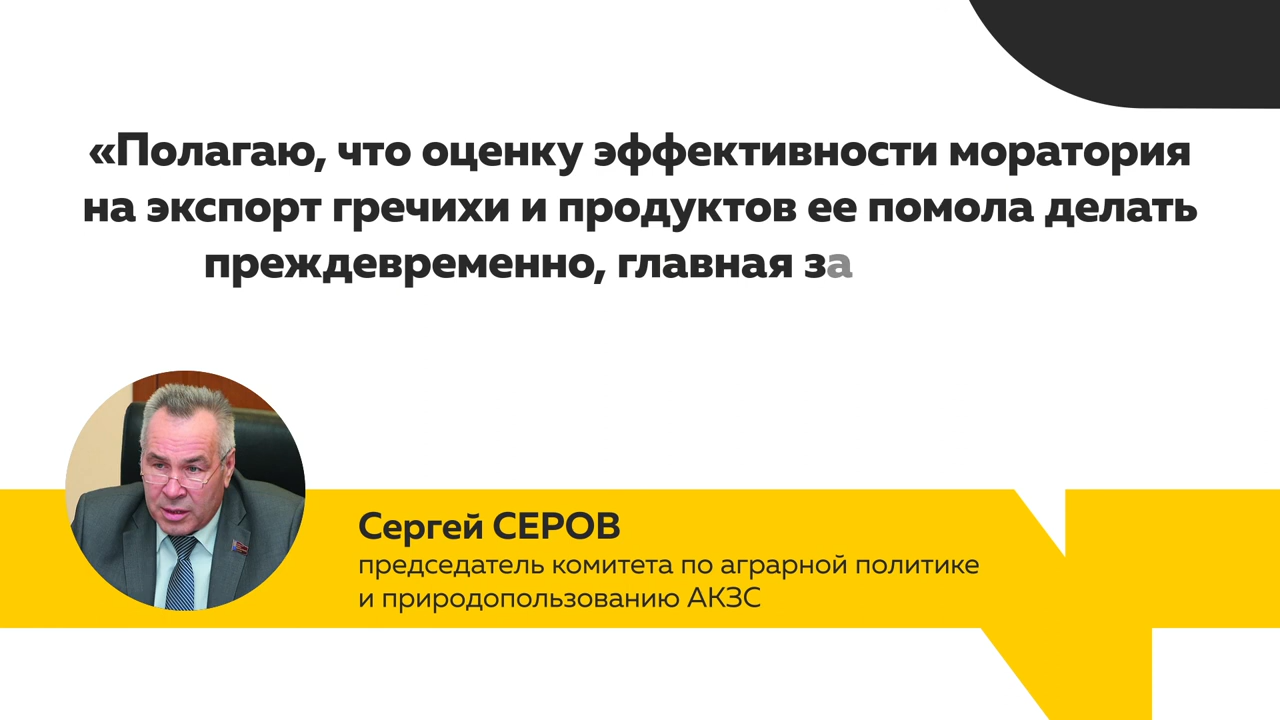 «Полагаю, что оценку эффективности моратория
на экспорт гречихи и продуктов ее помола делать
преждевременно, главная за
Сергей СЕРОВ
председатель комитета по аграрной политике
и природопользованию АКЗС